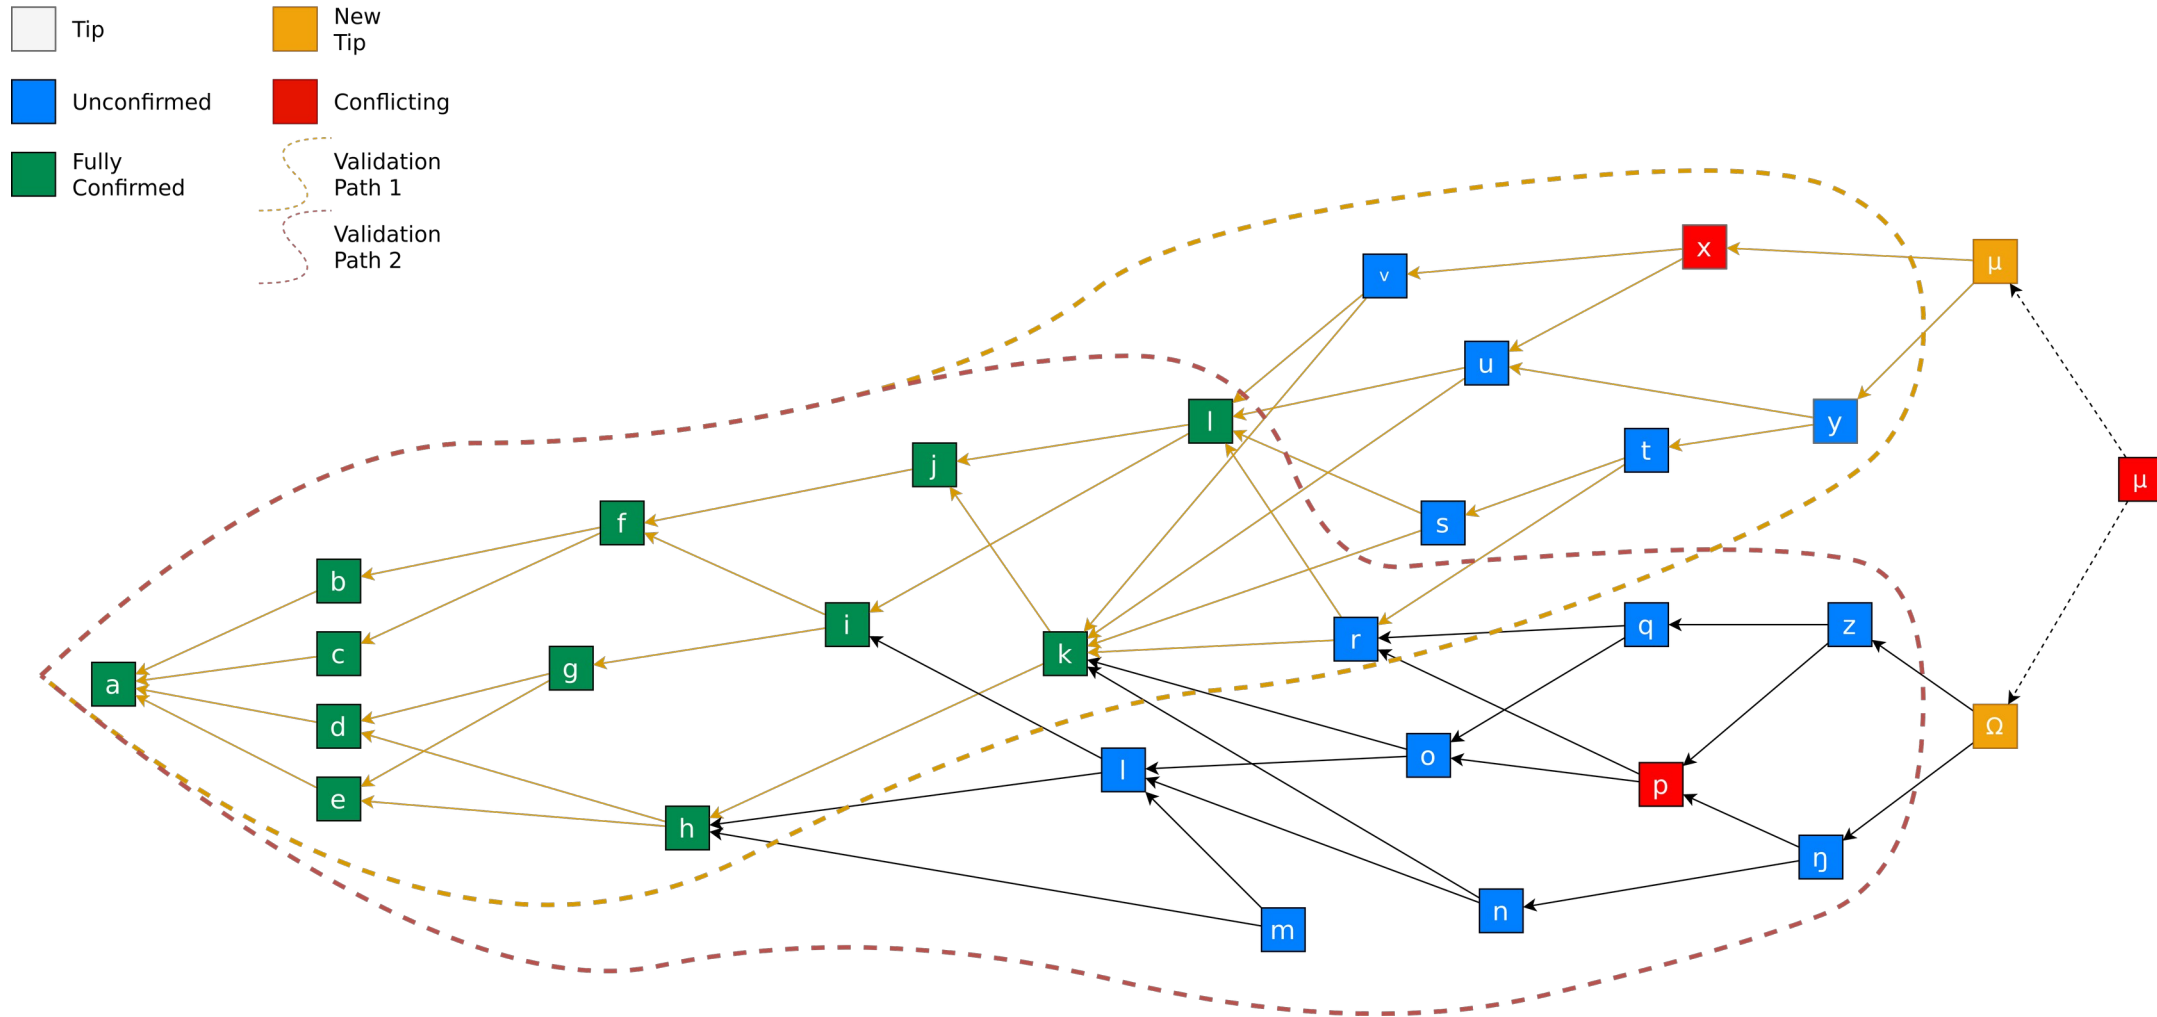 Tip
New
Tip
Unconfirmed
Conflicting
Fully
Confirmed
Validation
Path 1
Validation
Path 2
x
μ
v
u
l
y
t
j
μ
f
s
b
i
q
z
r
c
k
g
a
d
Ω
o
l
p
e
h
ŋ
n
m